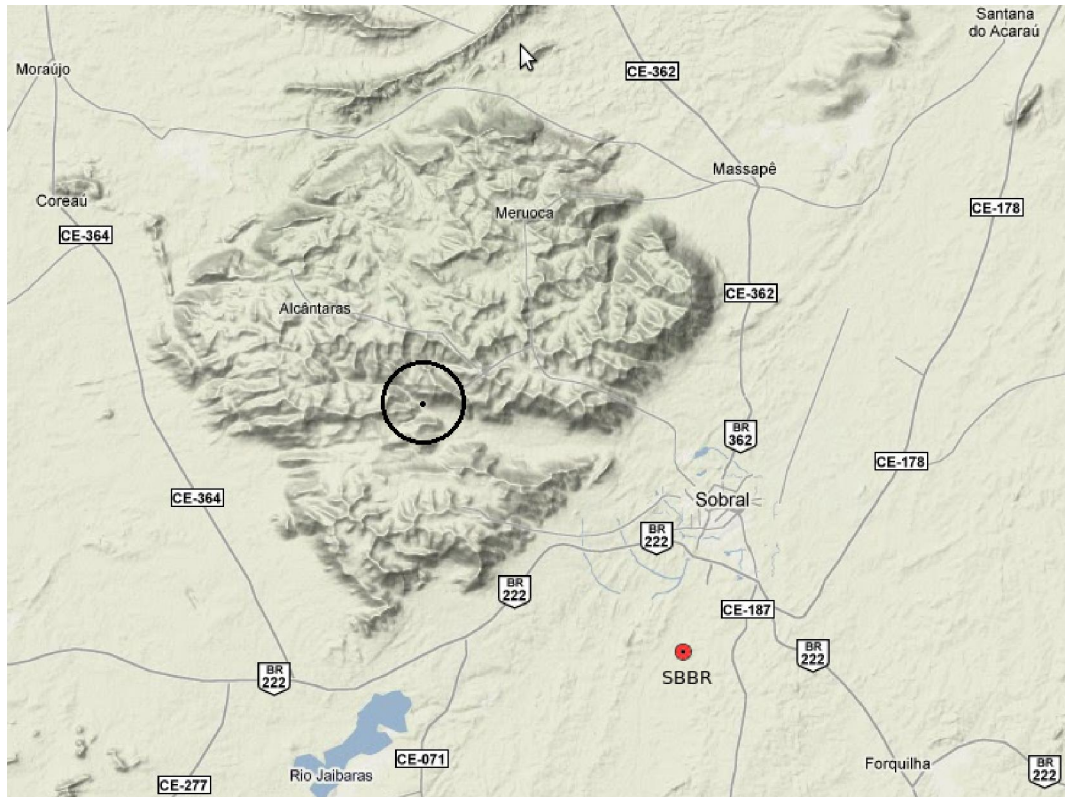 Santana
do Acaraú
Moraújo
CE-362
Massapê
Coreaú
CE-178
Meruoca
CE-364
CE-362
Alcântaras
BR
362
CE-178
CE-364
Sobral
BR
222
BR
222
CE-187
BR
222
SBBR
BR
222
CE-071
Forquilha
BR
222
Rio Jaibaras
CE-277